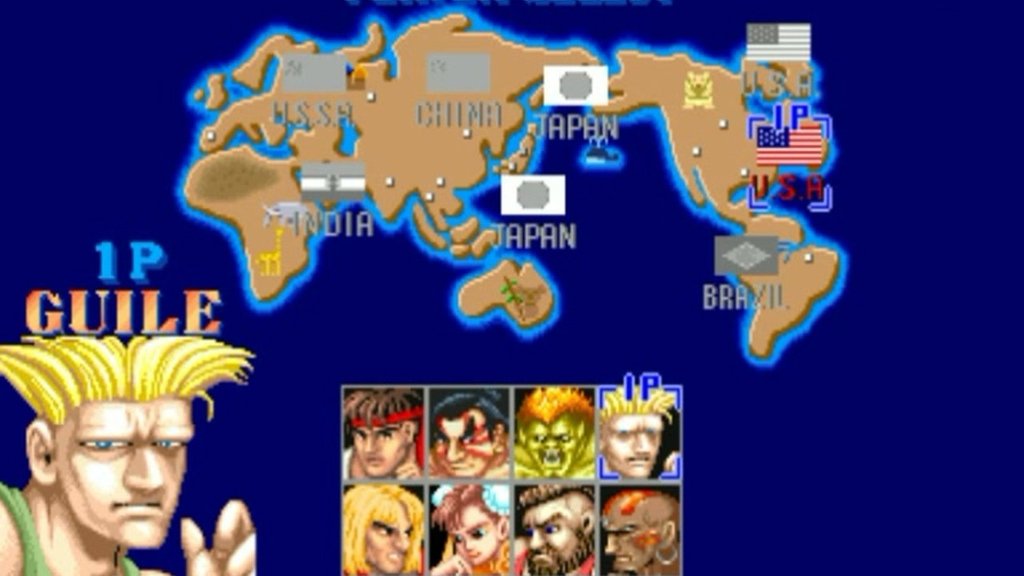 U.S.A
U.S.S.R
CHINA
JAPAN
1P
U.S.A
INDIA
JAPAN
1P
GUILE
BRAZIL
1P